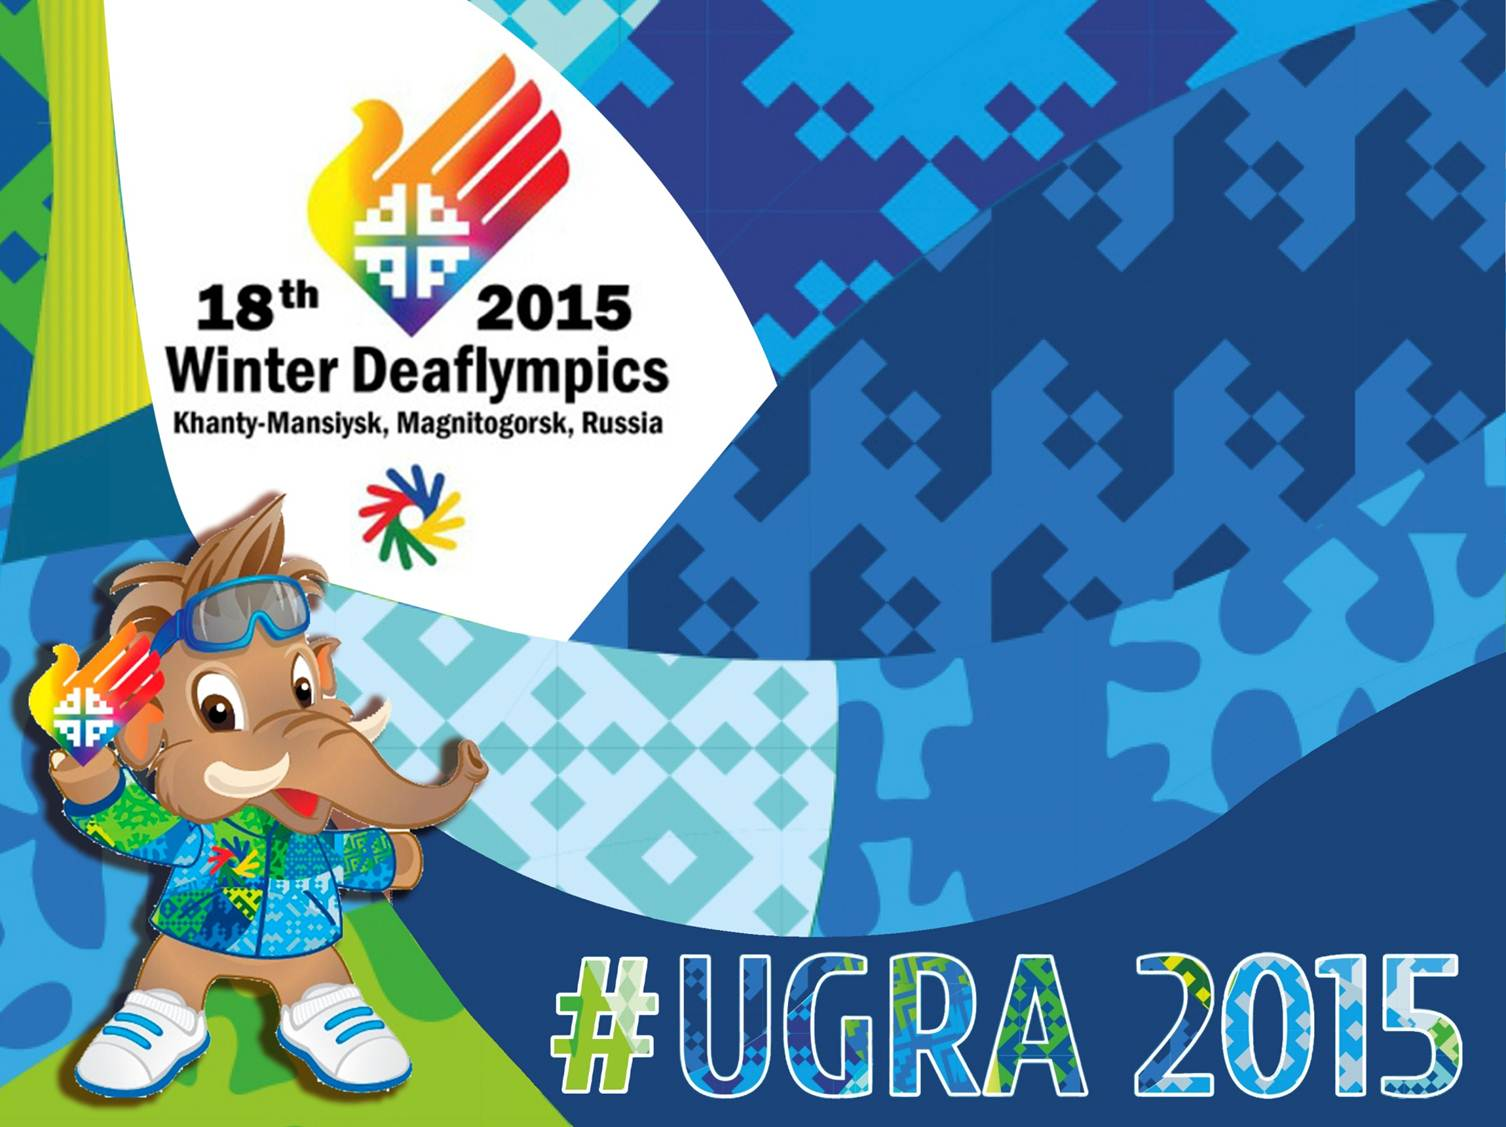 18th 2015
Winter Deaflympics
Khanty-Mansiysk, Magnitogorsk, Russia
#UGRA 2015